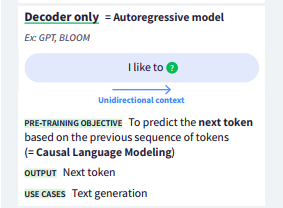 Decoder only = Autoregressive model
Ex: GPT, BLOOM
I like to ?
Unidirectional context
PRE-TRAINING OBJECTIVE To predict the next token
based on the previous sequence of tokens
(= Causal Language Modeling)
OUTPUT Next token
USE CASES Text generation